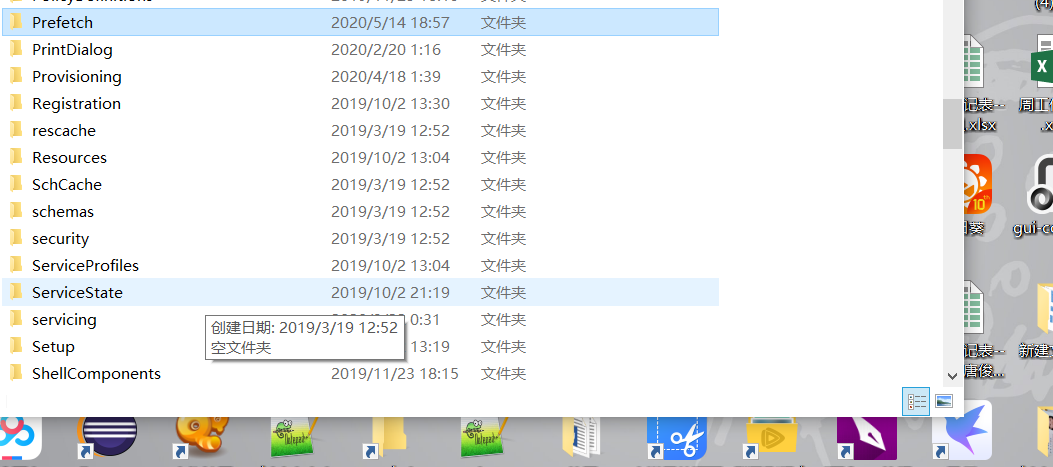 Prefetch 2020/5/14 18:57 文件夹
PrintDialog 2020/2/20 1:16 文件夹
Provisioning 2020/4/18 1:39 文件夹
Registration 2019/10/2 13:30 文件夹
rescache 2019/3/19 12:52 文件夹
Resources 2019/10/2 13:04 文件夹
SchCache 2019/3/19 12:52 文件夹
schemas 2019/3/19 12:52 文件夹
security 2019/3/19 12:52 文件夹
ServiceProfiles 2019/10/2 13:04 文件夹
ServiceState 2019/10/2 21:19 文件夹
servicing 0:31 文件夹
创建日期: 2019/3/19 12:52
空文件夹
Setup 13:19 文件夹
ShellComponents 2019/11/23 18:15 文件夹
(4)
记表--
.xlsx
周工
.x
葵
gui-co
记表--
唐俊...
新建